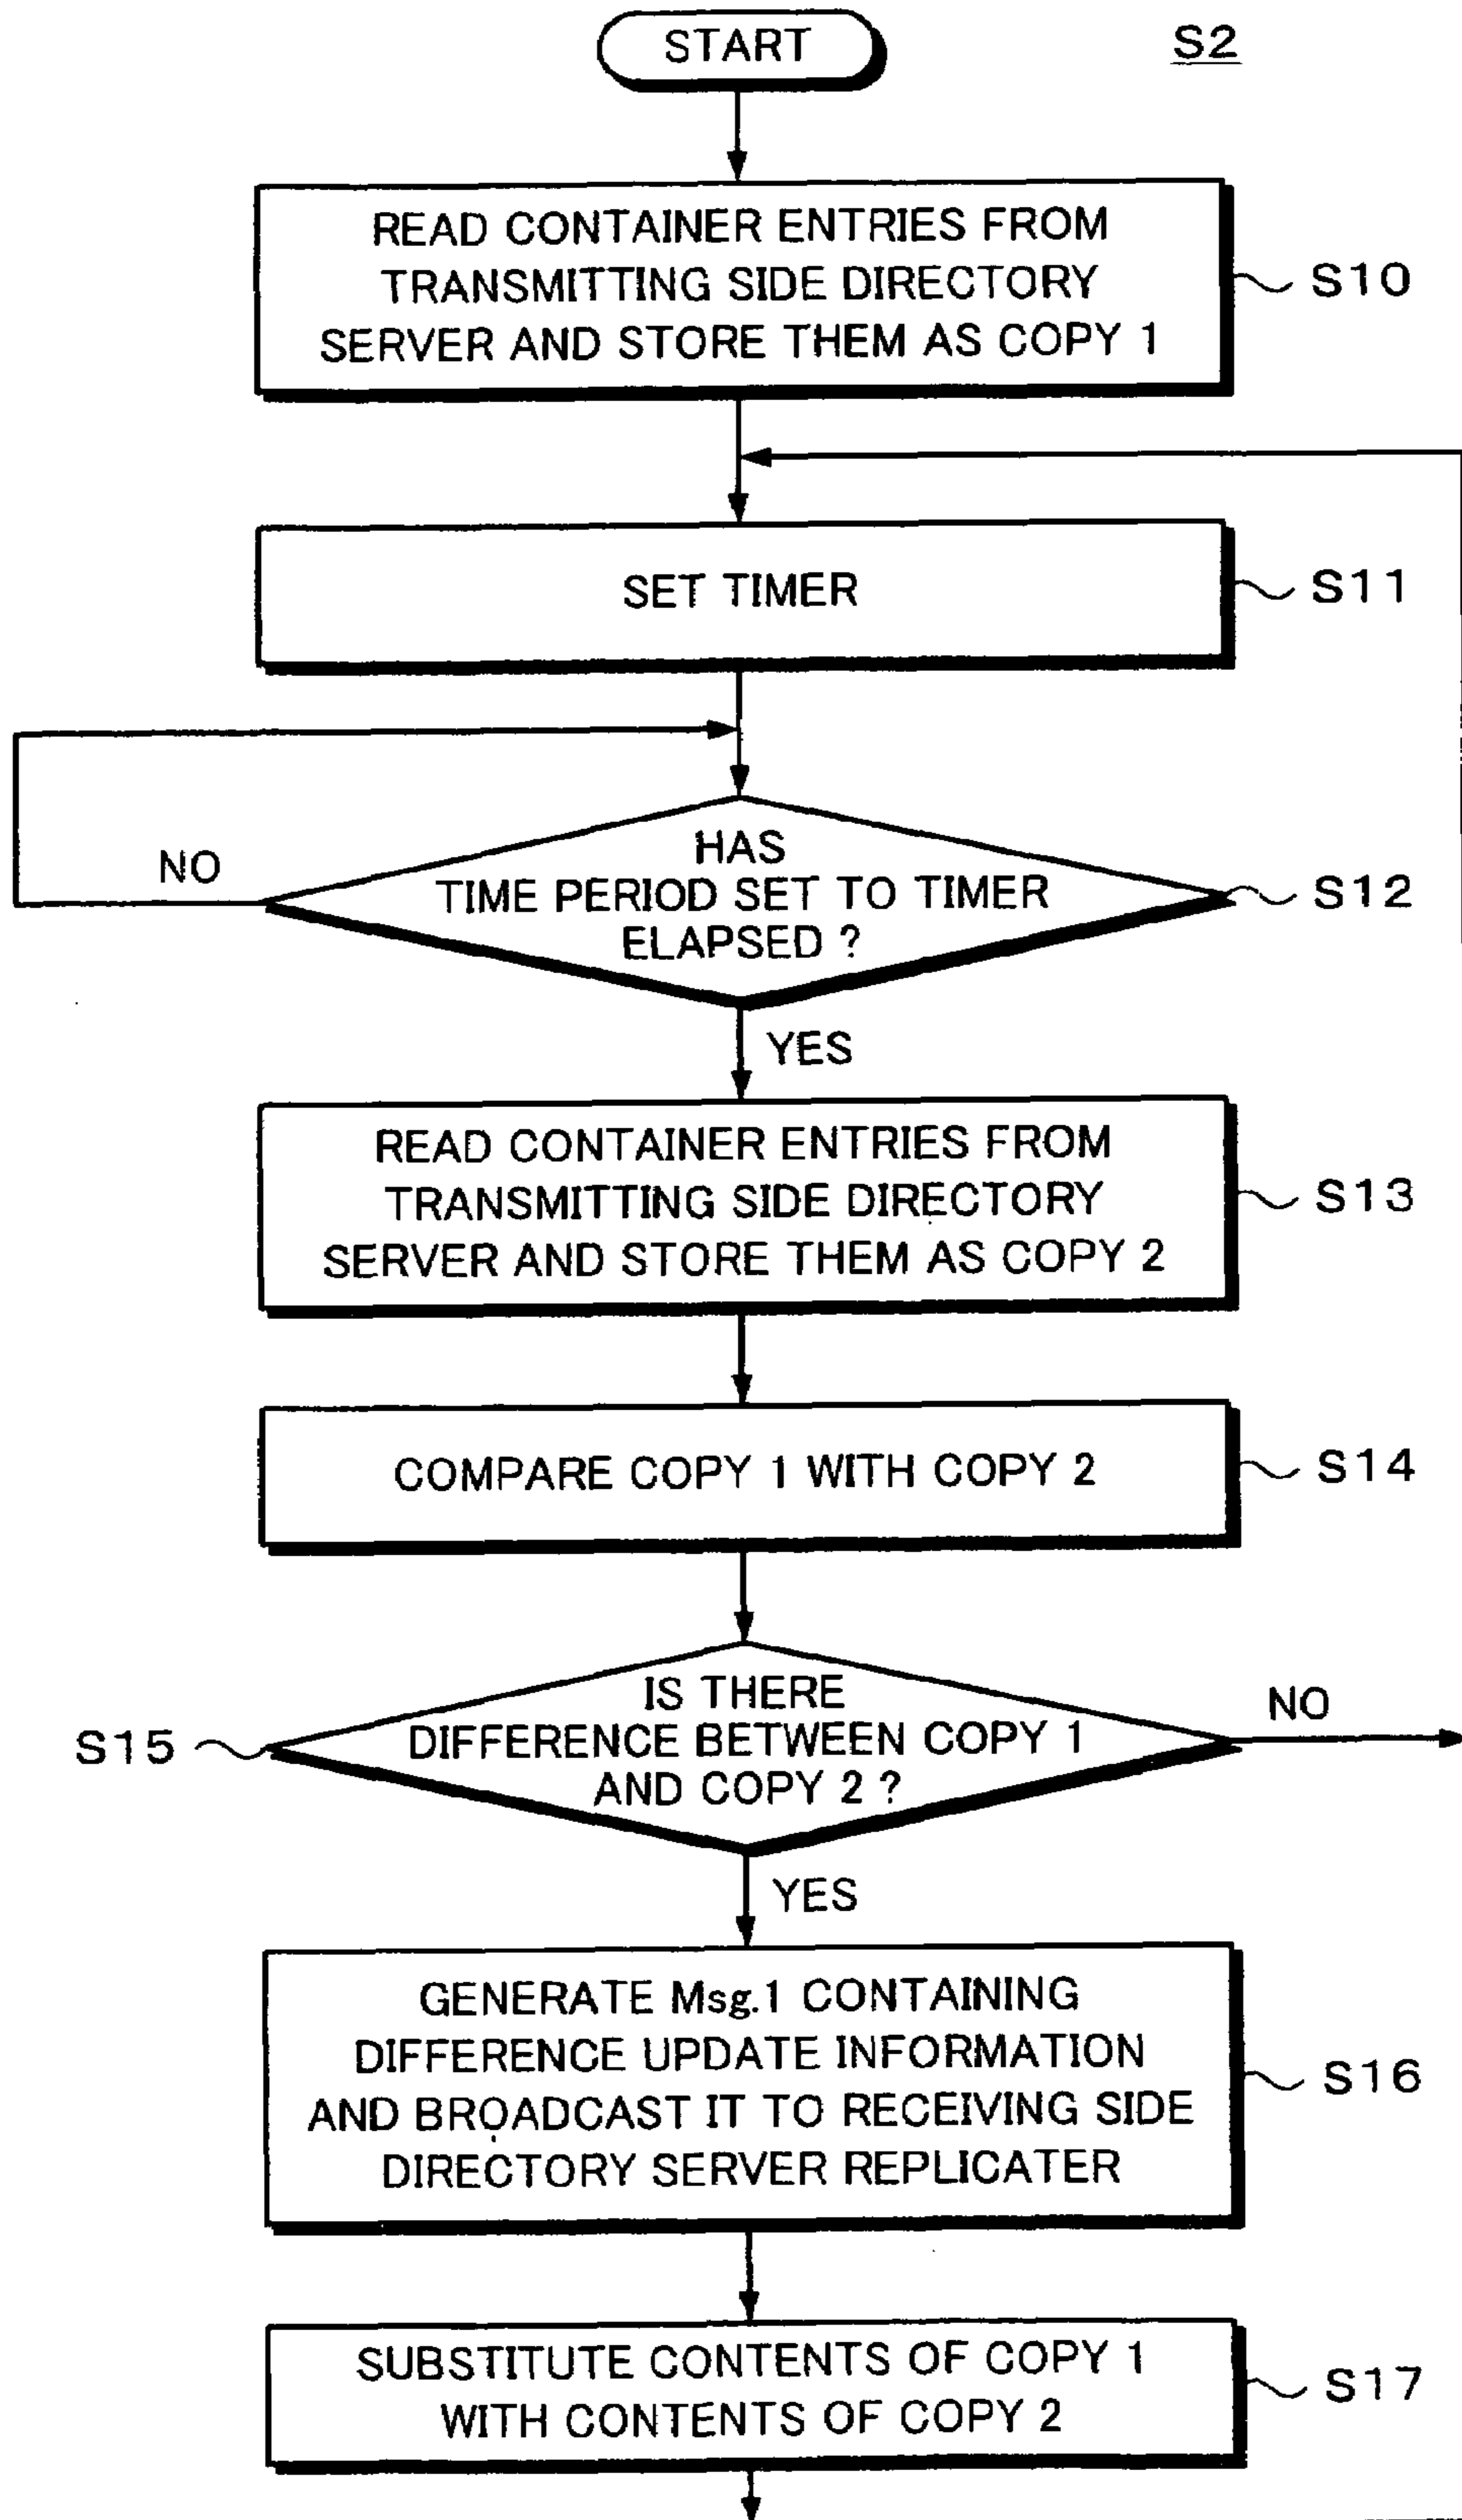 START
S2
READ CONTAINER ENTRIES FROM
TRANSMITTING SIDE DIRECTORY
SERVER AND STORE THEM AS COPY 1
S10
SET TIMER
S11
HAS
TIME PERIOD SET TO TIMER
ELAPSED ?
NO
S12
YES
READ CONTAINER ENTRIES FROM
TRANSMITTING SIDE DIRECTORY
SERVER AND STORE THEM AS COPY 2
S13
COMPARE COPY 1 WITH COPY 2
S14
IS THERE
DIFFERENCE BETWEEN COPY 1
AND COPY 2 ?
NO
S15
YES
GENERATE Msg.1 CONTAINING
DIFFERENCE UPDATE INFORMATION
AND BROADCAST IT TO RECEIVING SIDE
DIRECTORY SERVER REPLICATER
S16
SUBSTITUTE CONTENTS OF COPY 1
WITH CONTENTS OF COPY 2
S17